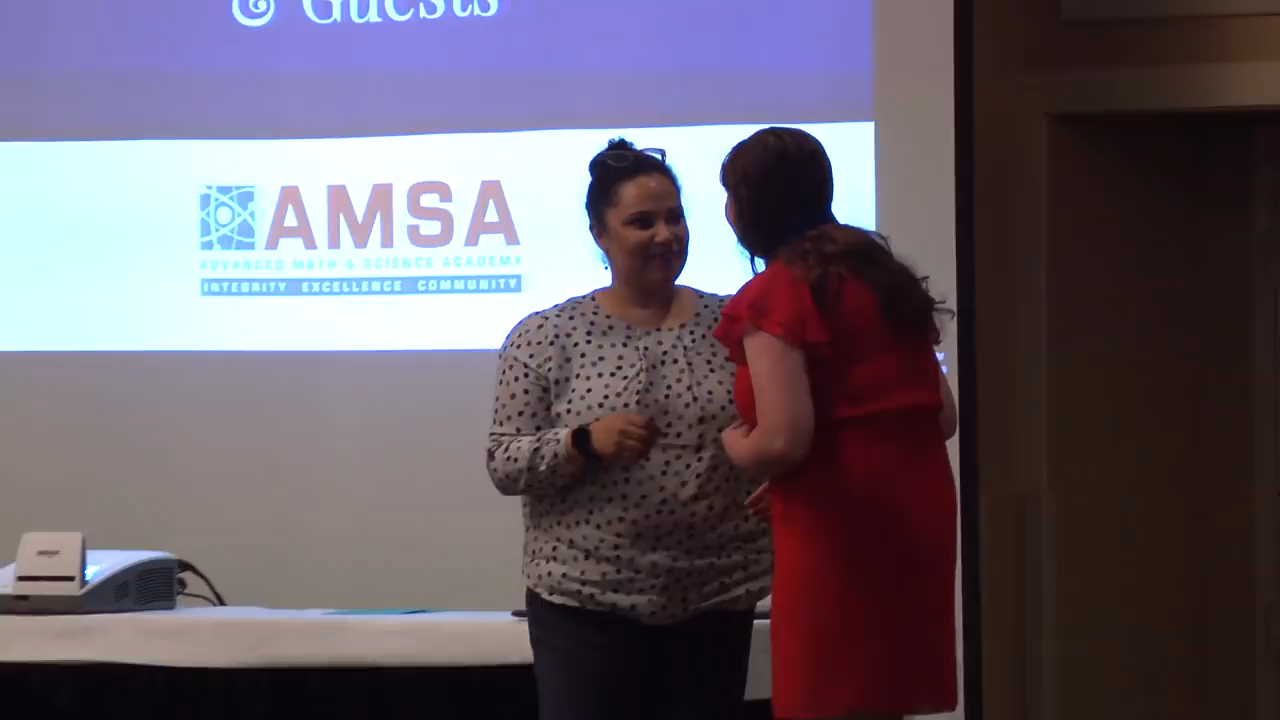 & Guests
AMSA
ADVANCED MATH & SCIENCE ACADEMY
INTEGRITY EXCELLENCE COMMUNITY